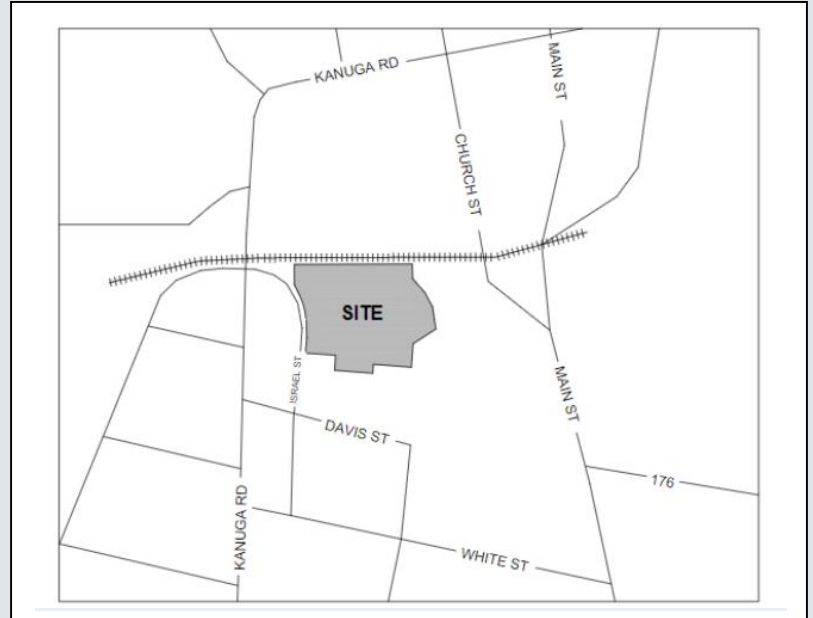 KANUGA RD
MAIN ST
CHURCH ST
SITE
ISRAEL ST
MAIN ST
DAVIS ST
176
KANUGA RD
WHITE ST